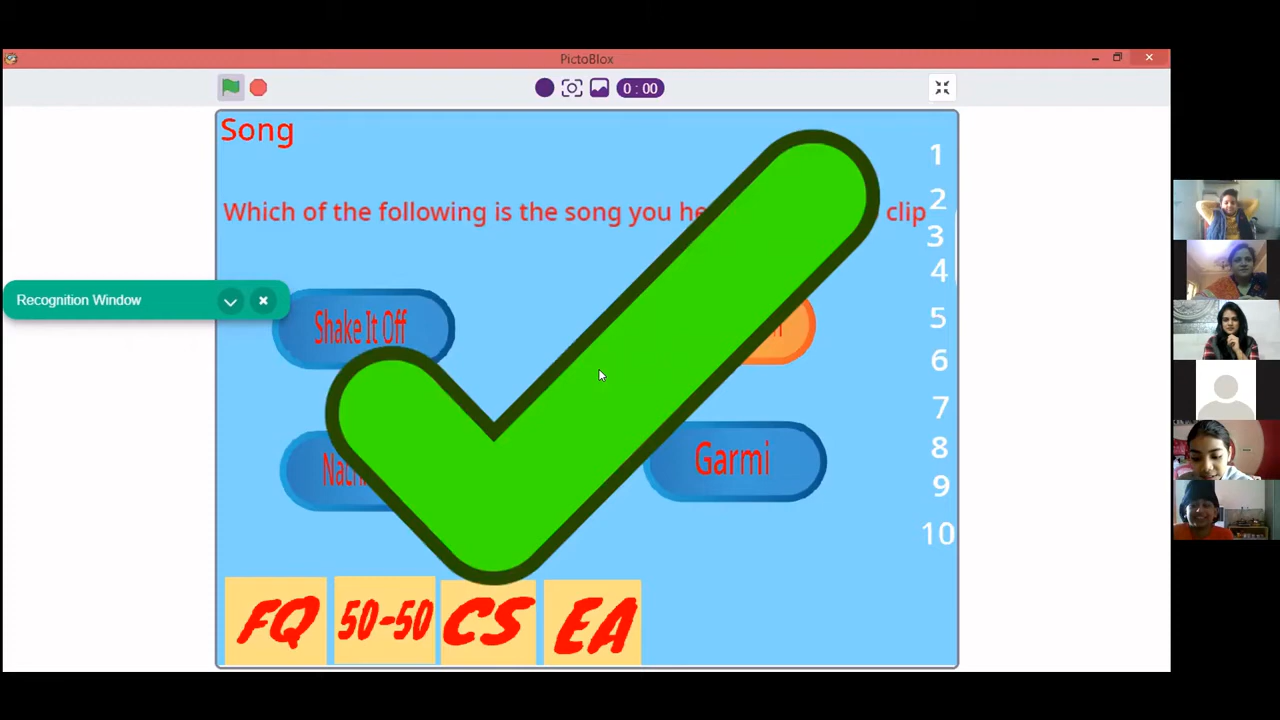 PictoBlox
0 : 00
Song
1
Which of the following is the song you clip
2
3
4
Recognition Window
Shake It Off
5
6
7
Garmi
8
9
10
FQ 50-50 CS EA